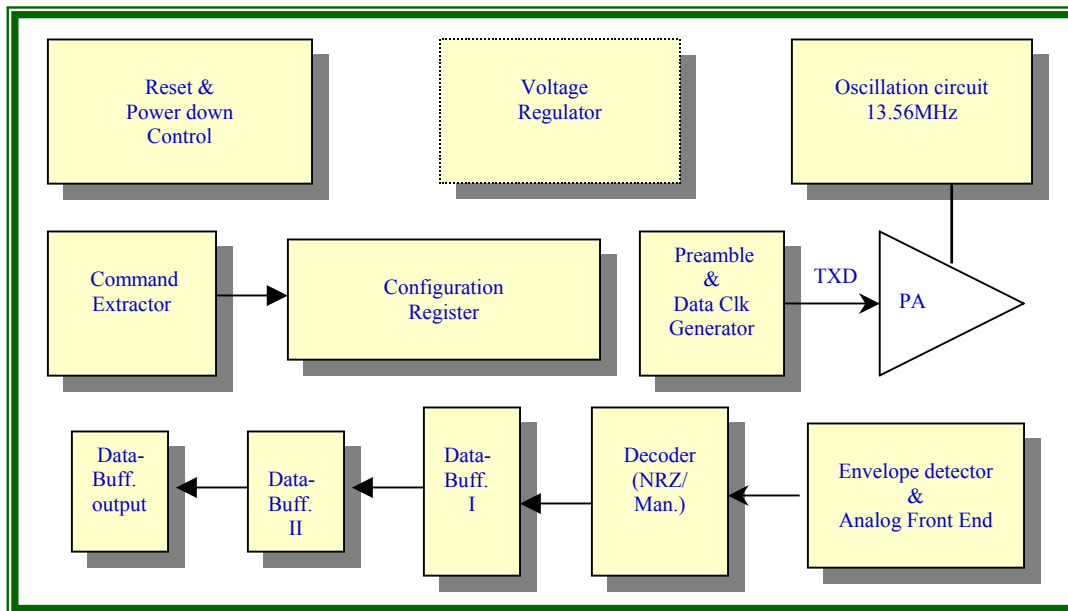 Reset &
Power down
Control
Voltage
Regulator
Oscillation circuit
13.56MHz
Command
Extractor
Configuration
Register
Preamble
&
Data Clk
Generator
TXD
PA
Data-
Buff.
output
Data-
Buff.
II
Data-
Buff.
I
Decoder
(NRZ/
Man.)
Envelope detector
&
Analog Front End